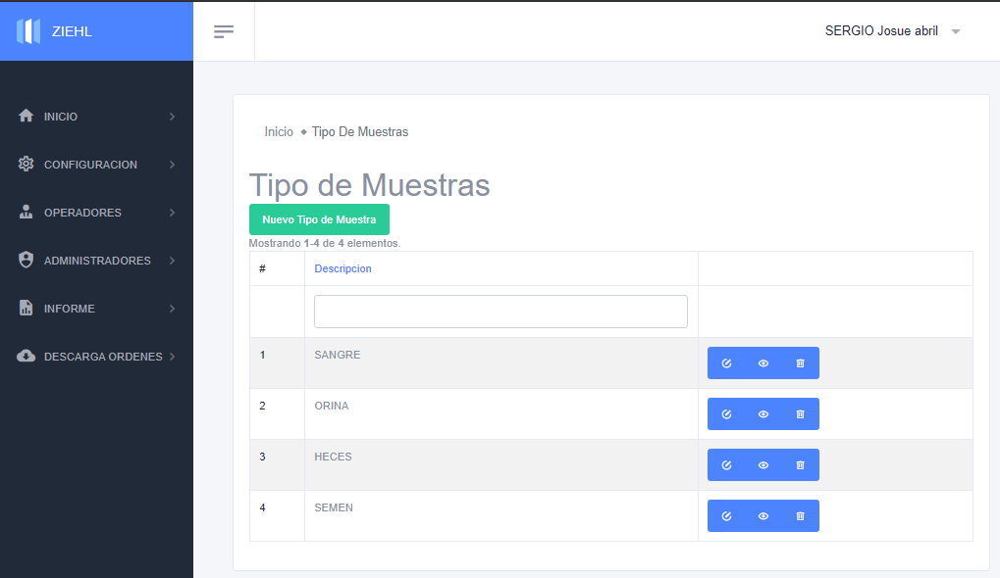 ZIEHL
SERGIO Josue abril
INICIO
CONFIGURACION
OPERADORES
ADMINISTRADORES
INFORME
DESCARGA ORDENES
Inicio ◆ Tipo De Muestras
Tipo de Muestras
Nuevo Tipo de Muestra
Mostrando 1-4 de 4 elementos.
# Descripcion
1 SANGRE
2 ORINA
3 HECES
4 SEMEN